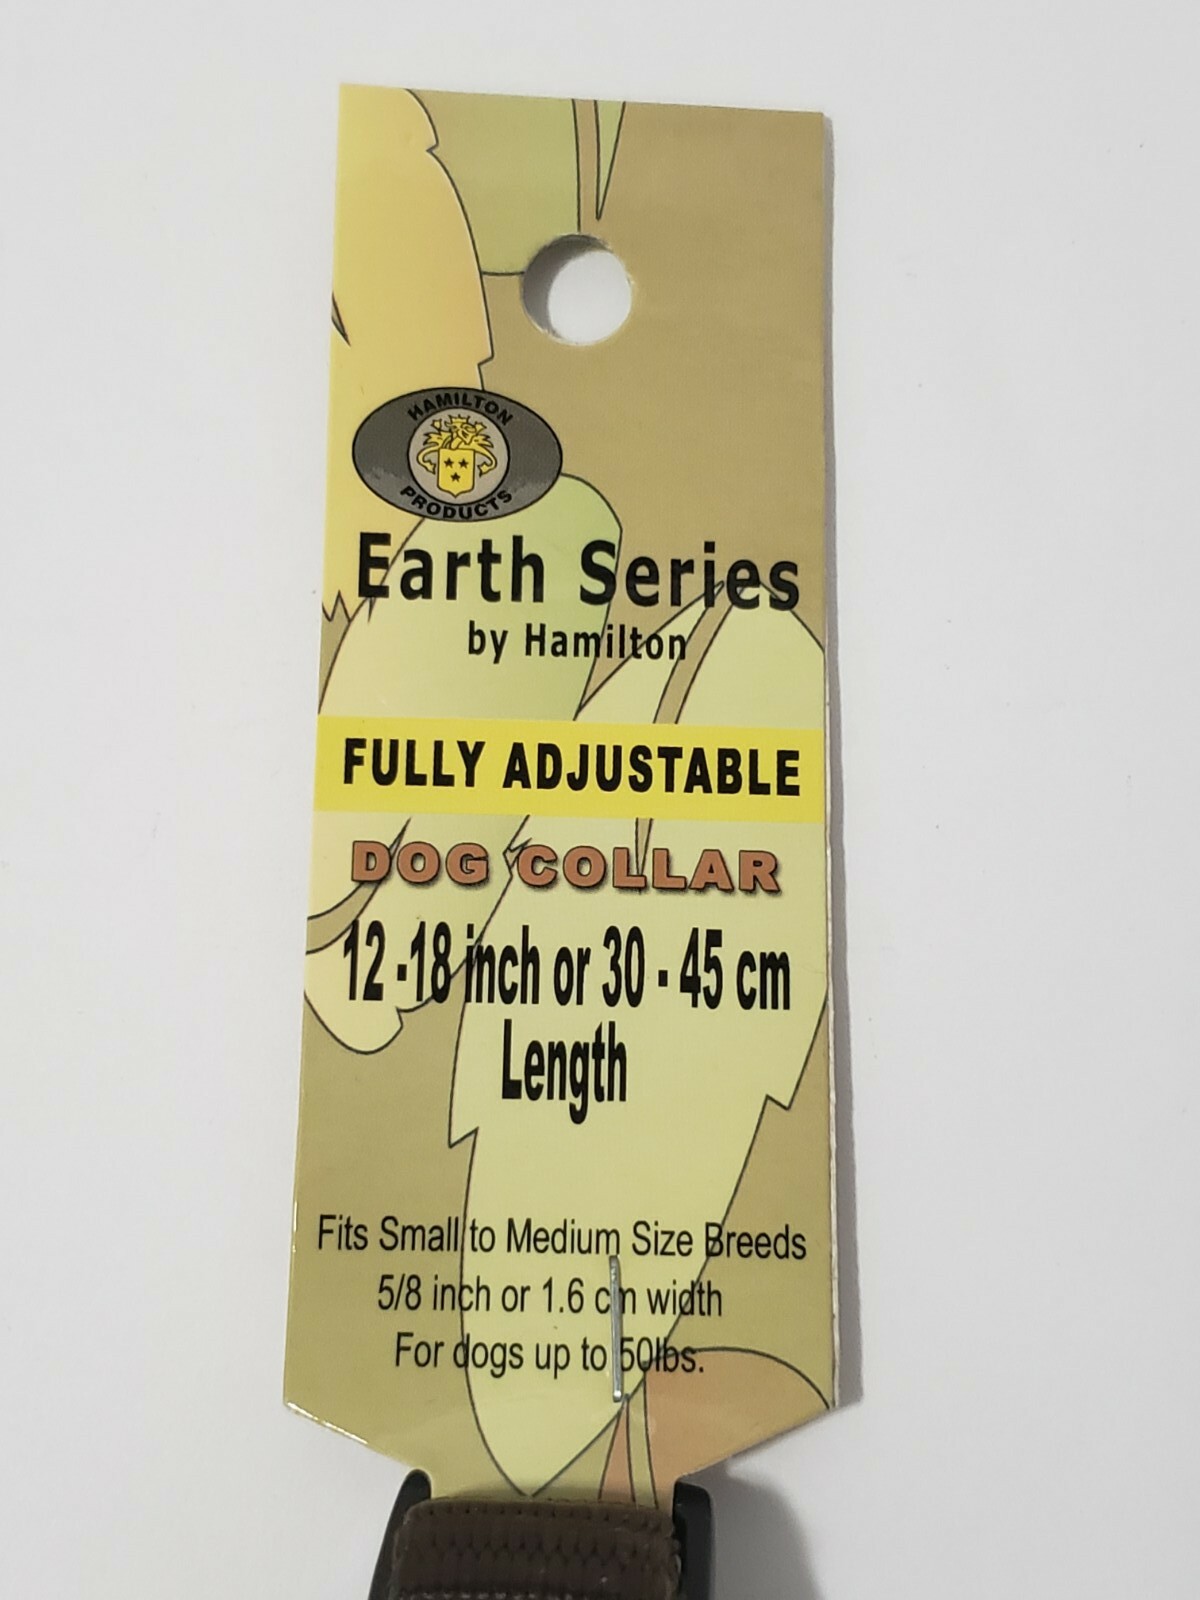 HAMILTON
PRODUCTS
Earth Series
by Hamilton
FULLY ADJUSTABLE
DOG COLLAR
12 -18 inch or 30 - 45 cm
Length
Fits Small to Medium Size Breeds
5/8 inch or 1.6 cm width
For dogs up to 50lbs.